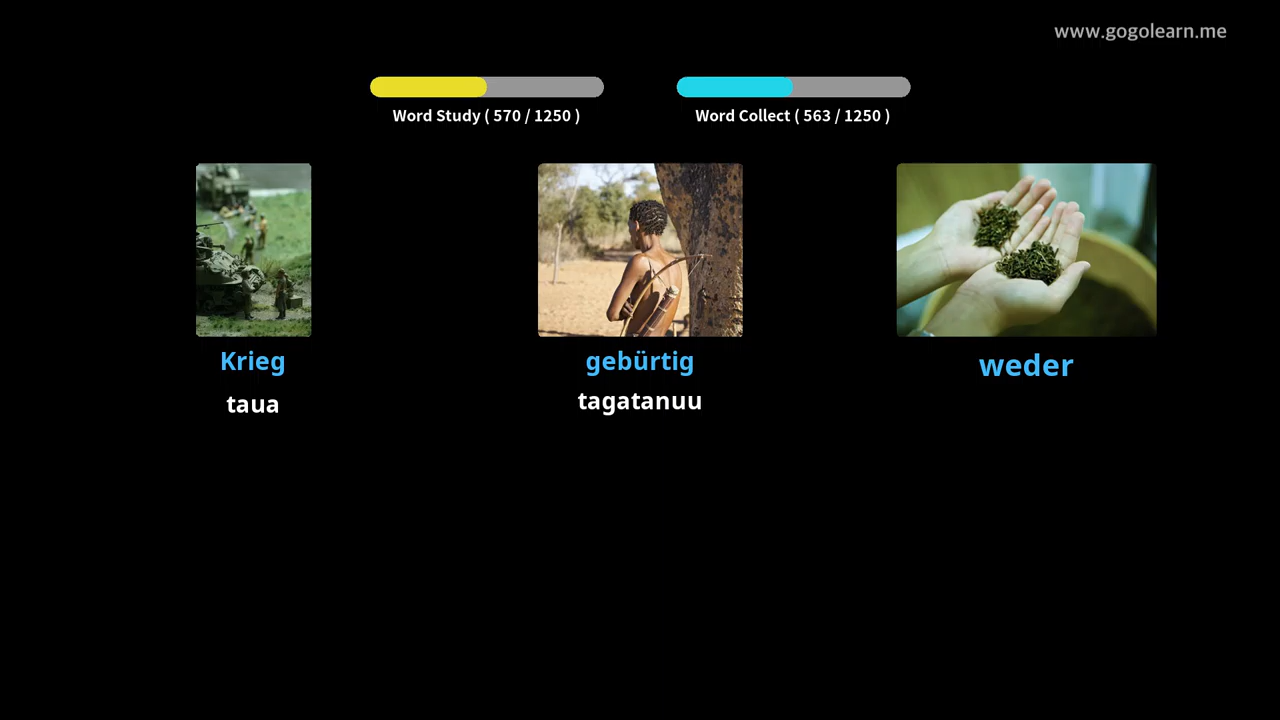 www.gogolearn.me
Word Study ( 570 / 1250 )
Word Collect ( 563 / 1250 )
Krieg
taua
gebürtig
tagatanuu
weder